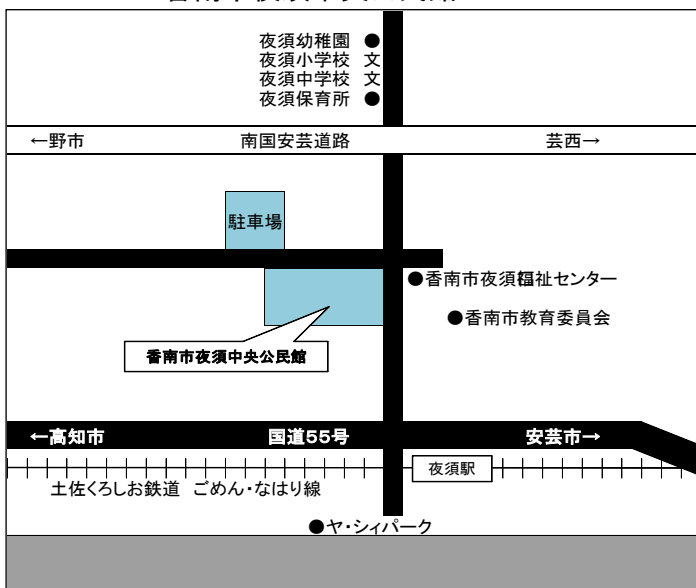 夜須幼稚園 ●
夜須小学校 文
夜須中学校 文
夜須保育所 ●
←野市 南国安芸道路 芸西→
駐車場
●香南市夜須福祉センター
●香南市教育委員会
香南市夜須中央公民館
←高知市 国道55号 安芸市→
夜須駅
土佐くろしお鉄道 ごめん・なはり線
●ヤ・シィパーク